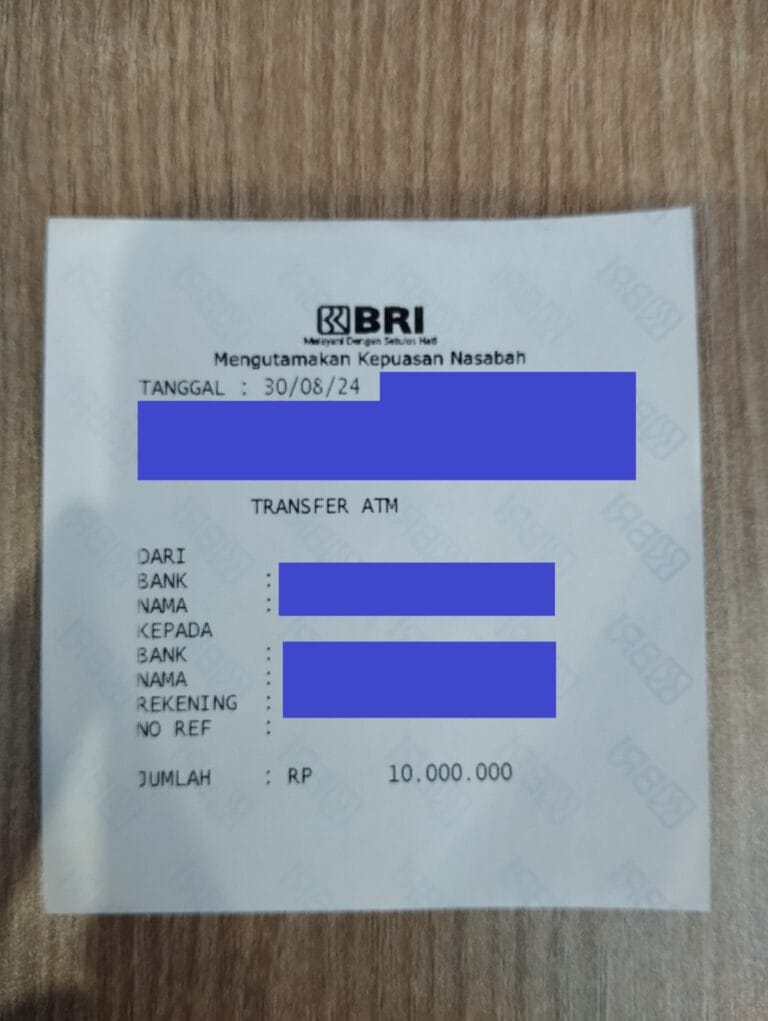 BRI
Melayani Dengan Setulus Hati
Mengutamakan Kepuasan Nasabah
TANGGAL : 30/08/24
TRANSFER ATM
DARI
BANK :
NAMA :
KEPADA
BANK :
NAMA :
REKENING :
NO REF :
JUMLAH : RP 10.000.000